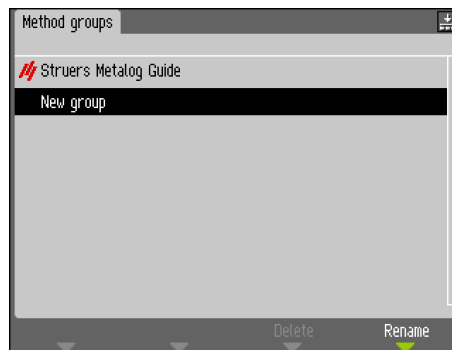 Method groups
Struers Metalog Guide
New group
Delete Rename